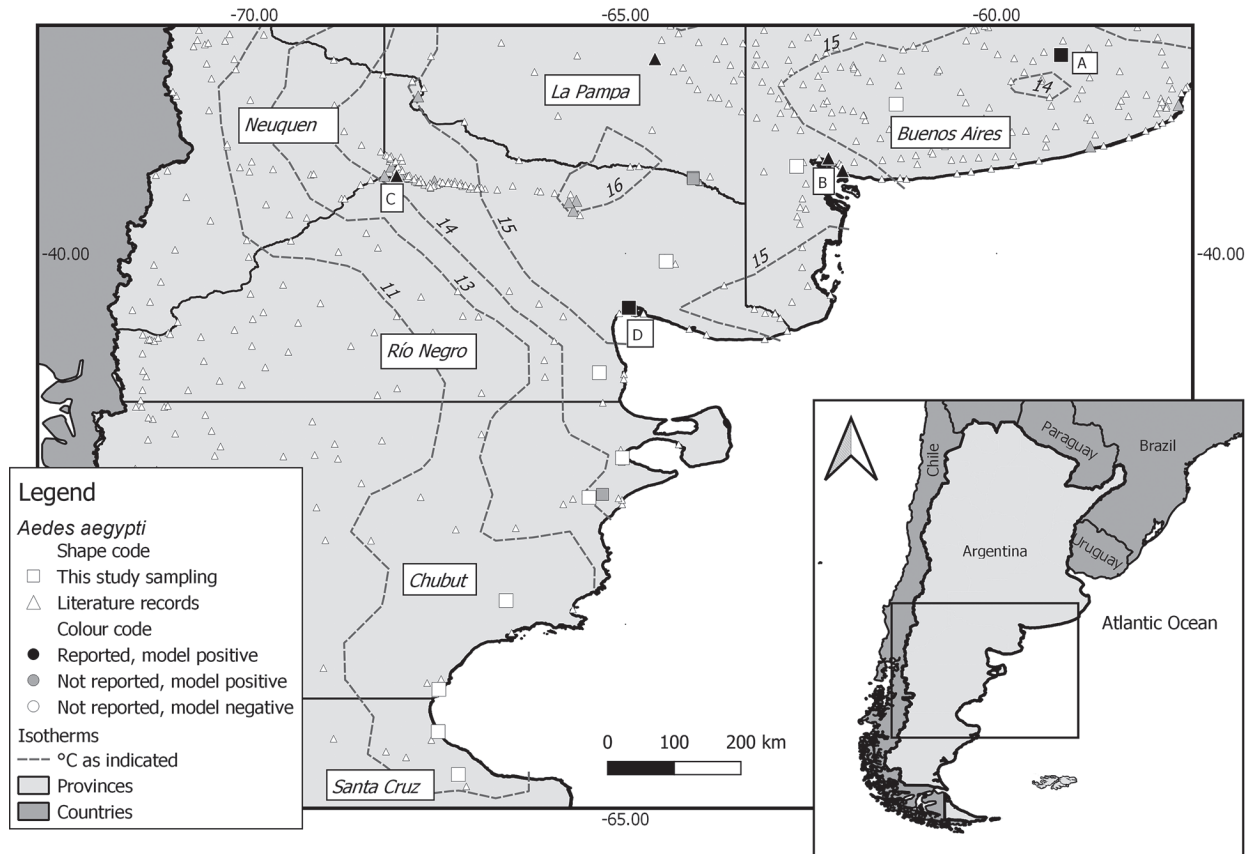 -70.00
-65.00
-60.00
15
A
La Pampa
14
Neuquen
Buenos Aires
B
16
C
14
15
-40.00
15
-40.00
13
11
D
Río Negro
Paraguay
Brazil
Chile
Legend
Aedes aegypti
Shape code
This study sampling
Literature records
Colour code
Reported, model positive
Not reported, model positive
Not reported, model negative
Isotherms
°C as indicated
Provinces
Countries
Uruguay
Argentina
Chubut
Atlantic Ocean
0 100 200 km
Santa Cruz
-65.00